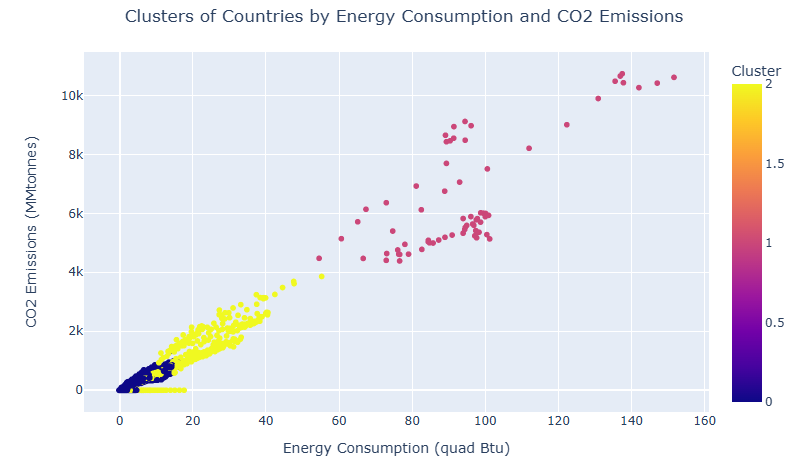 Clusters of Countries by Energy Consumption and CO2 Emissions
Cluster
2
1.5
1
0.5
0
10k
8k
6k
4k
2k
0
CO2 Emissions (MMtonnes)
0 20 40 60 80 100 120 140 160
Energy Consumption (quad Btu)